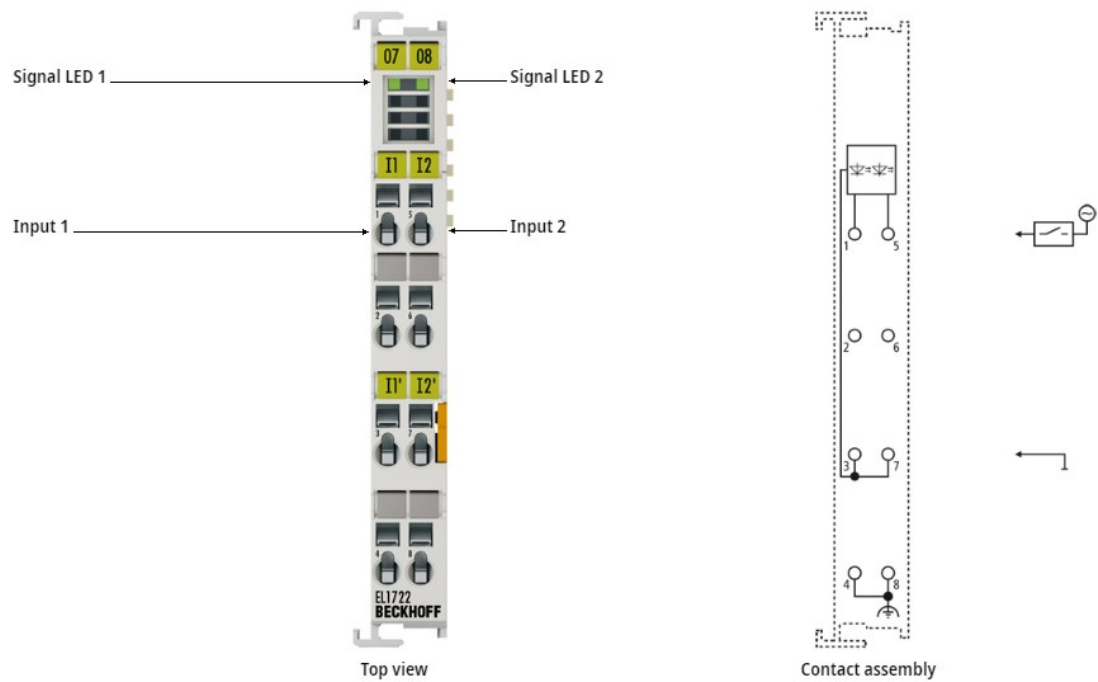 07 08
Signal LED 1
Signal LED 2
I1 I2
1 5
Input 1
Input 2
2 6
I1' I2'
3 7
4 8
EL1722
BECKHOFF
Top view
1 5
2 6
3 7
4 8
Contact assembly